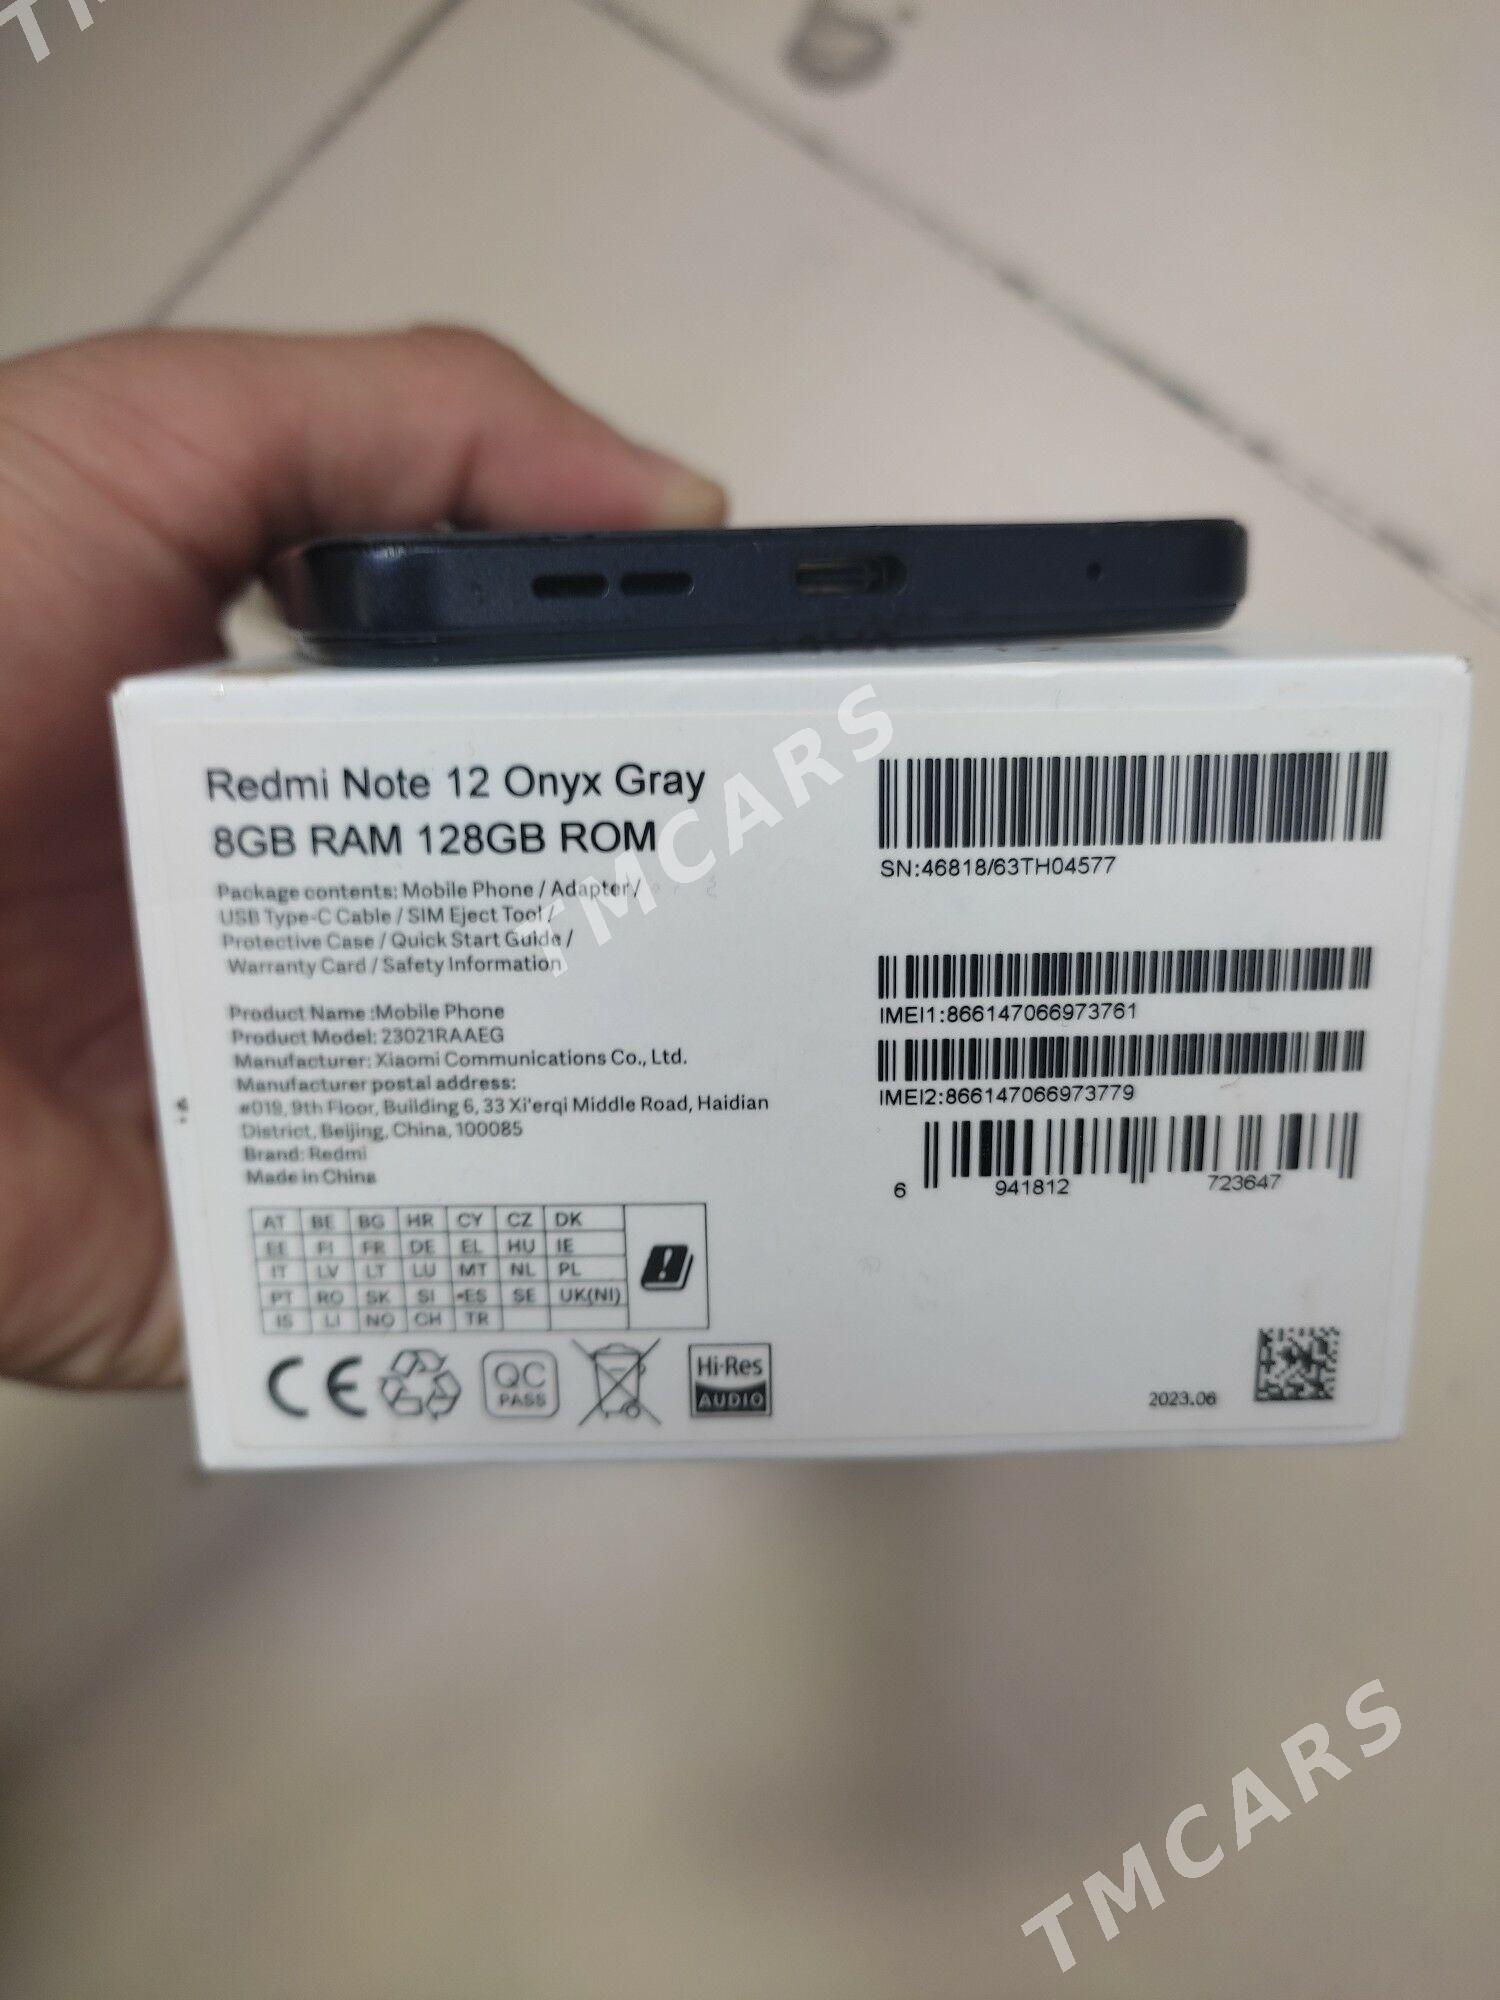 Redmi Note 12 Onyx Gray
8GB RAM 128GB ROM
Package contents: Mobile Phone / Adapter /
USB Type-C Cable / SIM Eject Tool /
Protective Case / Quick Start Guide /
Warranty Card / Safety Information
Product Name :Mobile Phone
Product Model: 23021RAAEG
Manufacturer: Xiaomi Communications Co., Ltd.
Manufacturer postal address:
#019, 9th Floor, Building 6, 33 Xi'erqi Middle Road, Haidian
District, Beijing, China, 100085
Brand: Redmi
Made in China
AT BE BG HR CY CZ DK
EE FI FR DE EL HU IE
IT LV LT LU MT NL PL
PT RO SK SI ES SE UK(NI)
IS LI NO CH TR
CE
QC
PASS
Hi-Res
AUDIO
SN:46818/63TH04577
IMEI1:866147066973761
IMEI2:866147066973779
6 941812 723647
2023.06
TMCARS
TMCARS